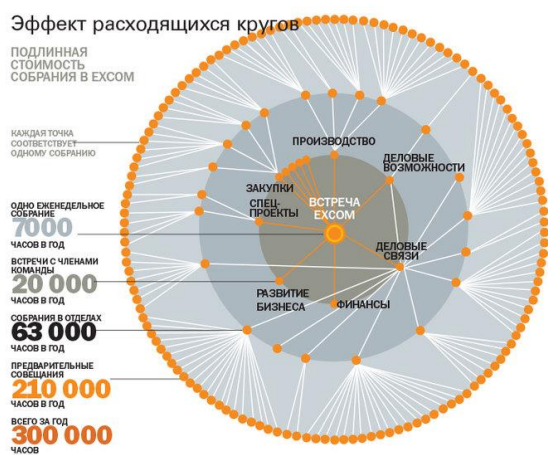 Эффект расходящихся кругов
ПОДЛИННАЯ
СТОИМОСТЬ
СОБРАНИЯ В EXCOM
КАЖДАЯ ТОЧКА
СООТВЕТСТВУЕТ
ОДНОМУ СОБРАНИЮ
ОДНО ЕЖЕНЕДЕЛЬНОЕ
СОБРАНИЕ
7000
ЧАСОВ В ГОД
ВСТРЕЧИ С ЧЛЕНАМИ
КОМАНДЫ
20 000
ЧАСОВ В ГОД
СОБРАНИЯ В ОТДЕЛАХ
63 000
ЧАСОВ В ГОД
ПРЕДВАРИТЕЛЬНЫЕ
СОВЕЩАНИЯ
210 000
ЧАСОВ В ГОД
ВСЕГО ЗА ГОД
300 000
ЧАСОВ
ПРОИЗВОДСТВО
ДЕЛОВЫЕ
ВОЗМОЖНОСТИ
ЗАКУПКИ
ВСТРЕЧА
EXCOM
СПЕЦ-
ПРОЕКТЫ
ДЕЛОВЫЕ
СВЯЗИ
РАЗВИТИЕ
БИЗНЕСА
ФИНАНСЫ